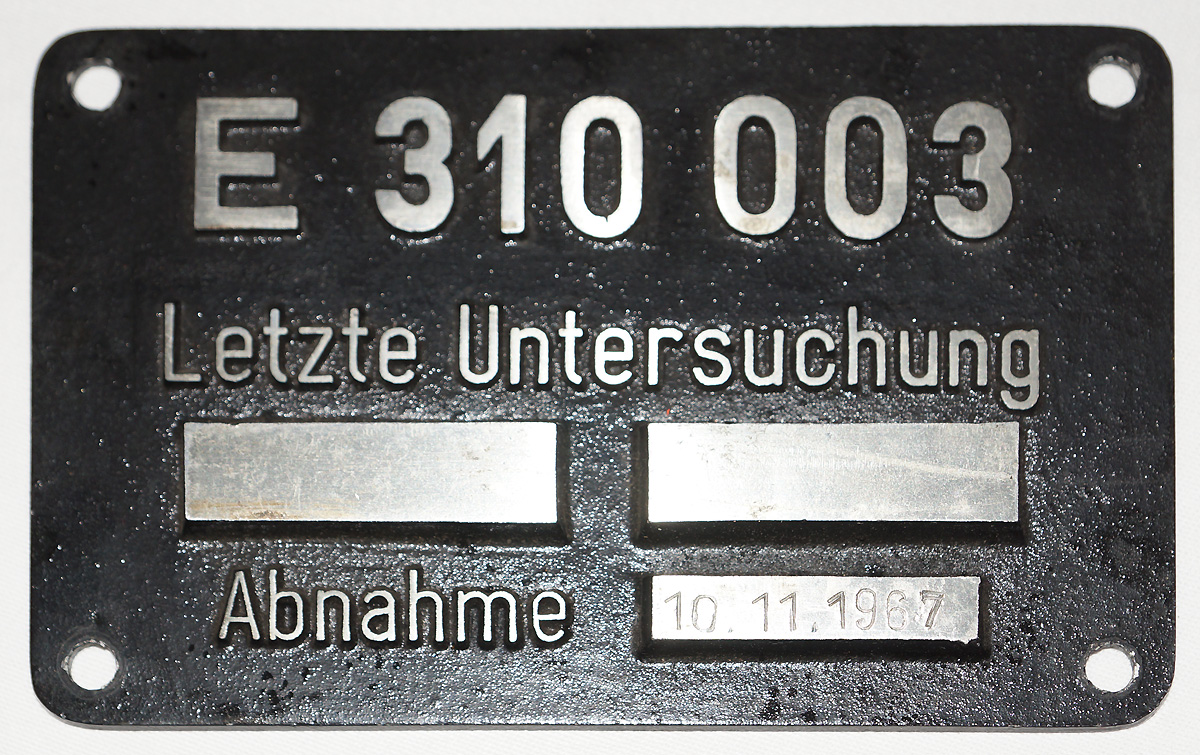 E 310 003
Letzte Untersuchung
Abnahme 10.11.1967